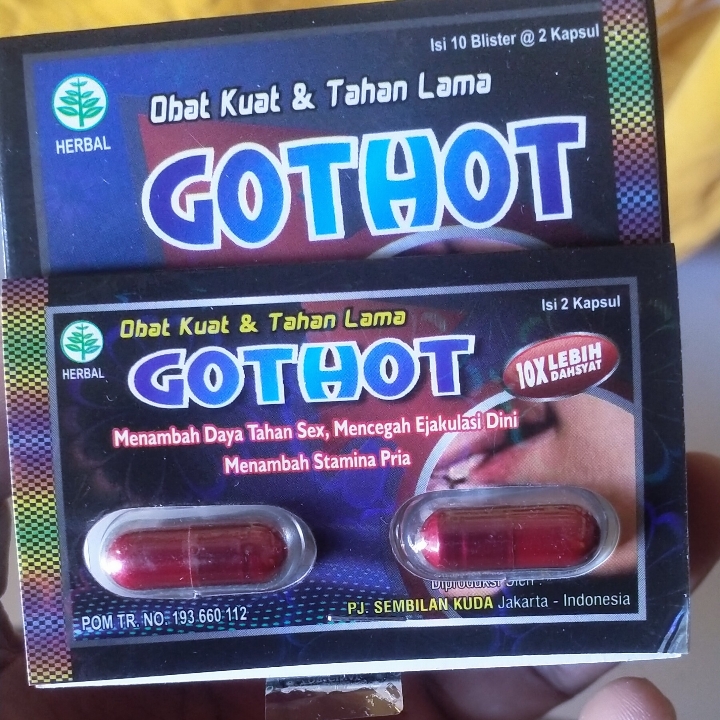 Isi 10 Blister @ 2 Kapsul
Obat Kuat & Tahan Lama
HERBAL
GOTHOT
Isi 2 Kapsul
Obat Kuat & Tahan Lama
HERBAL
GOTHOT
10X LEBIH
DAHSYAT
Menambah Daya Tahan Sex, Mencegah Ejakulasi Dini
Menambah Stamina Pria
Diproduksi Oleh :
POM TR. NO. 193 660 112
PJ. SEMBILAN KUDA Jakarta - Indonesia